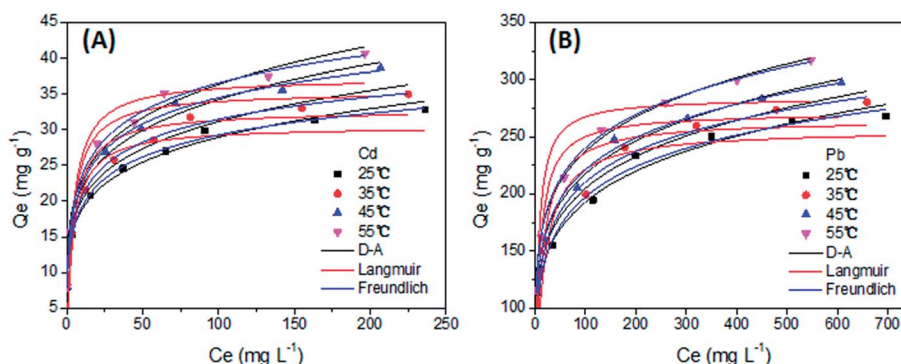 (A)
Qe (mg g⁻¹)
45
40
35
30
25
20
15
10
5
0 50 100 150 200 250
Ce (mg L⁻¹)
Cd
25℃
35℃
45℃
55℃
D-A
Langmuir
Freundlich
(B)
Qe (mg g⁻¹)
350
300
250
200
150
100
0 100 200 300 400 500 600 700
Ce (mg L⁻¹)
Pb
25℃
35℃
45℃
55℃
D-A
Langmuir
Freundlich